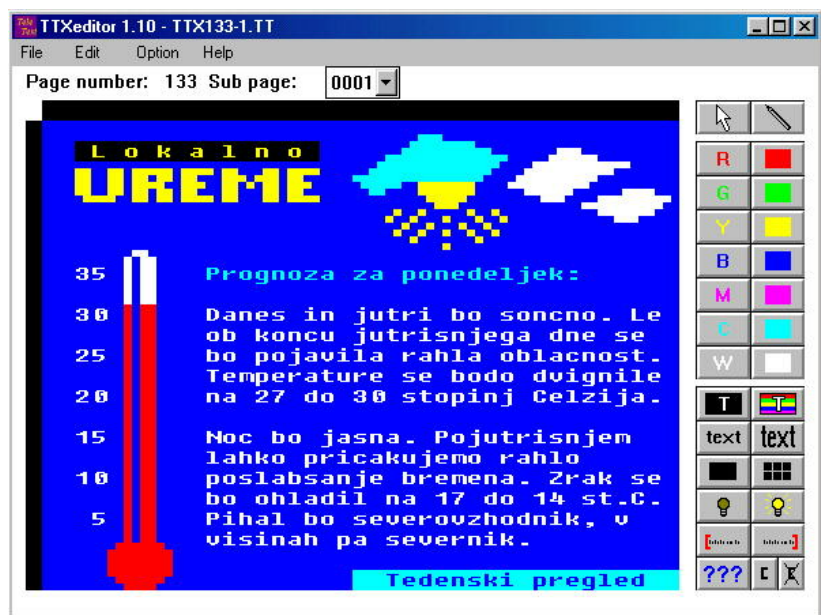 TTXeditor 1.10 - TTX133-1.TT
File Edit Option Help
Page number: 133 Sub page: 0001
Lokalno
VREME
35
30
25
20
15
10
5
Prognoza za ponedeljek:
Danes in jutri bo soncno. Le
ob koncu jutrisnjega dne se
bo pojavila rahla oblacnost.
Temperature se bodo dvignile
na 27 do 30 stopinj Celzija.
Noc bo jasna. Pojutrisnjem
lahko pricakujemo rahlo
poslabsanje bremena. Zrak se
bo ohladil na 17 do 14 st.C.
Pihal bo severovzhodnik, v
visinah pa severnik.
Tedenski pregled
R
G
Y
B
M
C
W
T T
text text
???